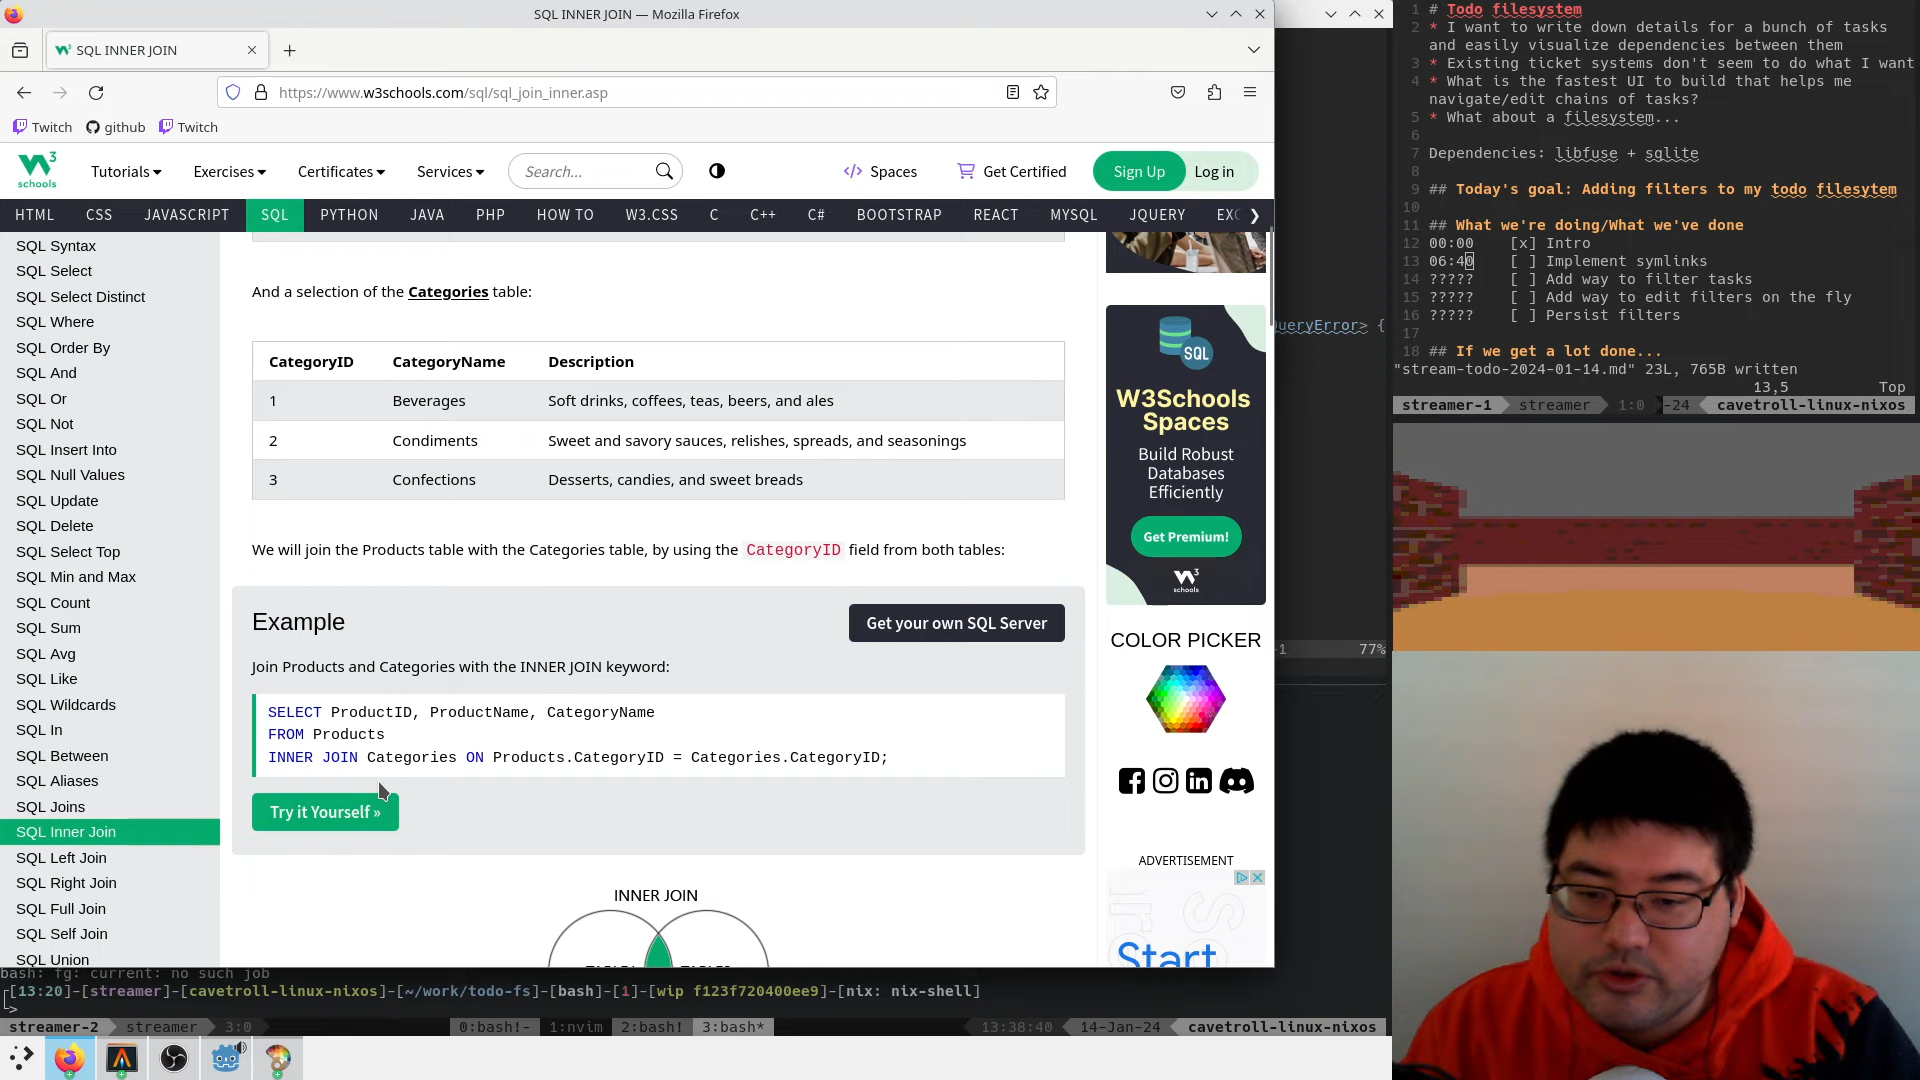 SQL INNER JOIN — Mozilla Firefox
SQL INNER JOIN
https://www.w3schools.com/sql/sql_join_inner.asp
Twitch github Twitch
W3 schools
Tutorials Exercises Certificates Services Search... Spaces Get Certified Sign Up Log in
HTML CSS JAVASCRIPT SQL PYTHON JAVA PHP HOW TO W3.CSS C C++ C# BOOTSTRAP REACT MYSQL JQUERY EXC
SQL Syntax
SQL Select
SQL Select Distinct
SQL Where
SQL Order By
SQL And
SQL Or
SQL Not
SQL Insert Into
SQL Null Values
SQL Update
SQL Delete
SQL Select Top
SQL Min and Max
SQL Count
SQL Sum
SQL Avg
SQL Like
SQL Wildcards
SQL In
SQL Between
SQL Aliases
SQL Joins
SQL Inner Join
SQL Left Join
SQL Right Join
SQL Full Join
SQL Self Join
SQL Union
And a selection of the Categories table:
CategoryID CategoryName Description
1 Beverages Soft drinks, coffees, teas, beers, and ales
2 Condiments Sweet and savory sauces, relishes, spreads, and seasonings
3 Confections Desserts, candies, and sweet breads
We will join the Products table with the Categories table, by using the CategoryID field from both tables:
Example
Get your own SQL Server
Join Products and Categories with the INNER JOIN keyword:
SELECT ProductID, ProductName, CategoryName
FROM Products
INNER JOIN Categories ON Products.CategoryID = Categories.CategoryID;
Try it Yourself »
INNER JOIN
SQL
W3Schools
Spaces
Build Robust
Databases
Efficiently
Get Premium!
W3
schools
COLOR PICKER
ADVERTISEMENT
Start
QueryError> {
-1 77%
1 # Todo filesystem
2 * I want to write down details for a bunch of tasks
and easily visualize dependencies between them
3 * Existing ticket systems don't seem to do what I want
4 * What is the fastest UI to build that helps me
navigate/edit chains of tasks?
5 * What about a filesystem...
6
7 Dependencies: libfuse + sqlite
8
9 ## Today's goal: Adding filters to my todo filesytem
10
11 ## What we're doing/What we've done
12 00:00 [x] Intro
13 06:40 [ ] Implement symlinks
14 ????? [ ] Add way to filter tasks
15 ????? [ ] Add way to edit filters on the fly
16 ????? [ ] Persist filters
17
18 ## If we get a lot done...
"stream-todo-2024-01-14.md" 23L, 765B written
13,5 Top
streamer-1 streamer 1:0 -24 cavetroll-linux-nixos
bash: fg: current: no such job
[13:20]-[streamer]-[cavetroll-linux-nixos]-[~/work/todo-fs]-[bash]-[1]-[wip f123f720400ee9]-[nix: nix-shell]
>
streamer-2 streamer 3:0 0:bash!- 1:nvim 2:bash! 3:bash* 13:38:40 14-Jan-24 cavetroll-linux-nixos